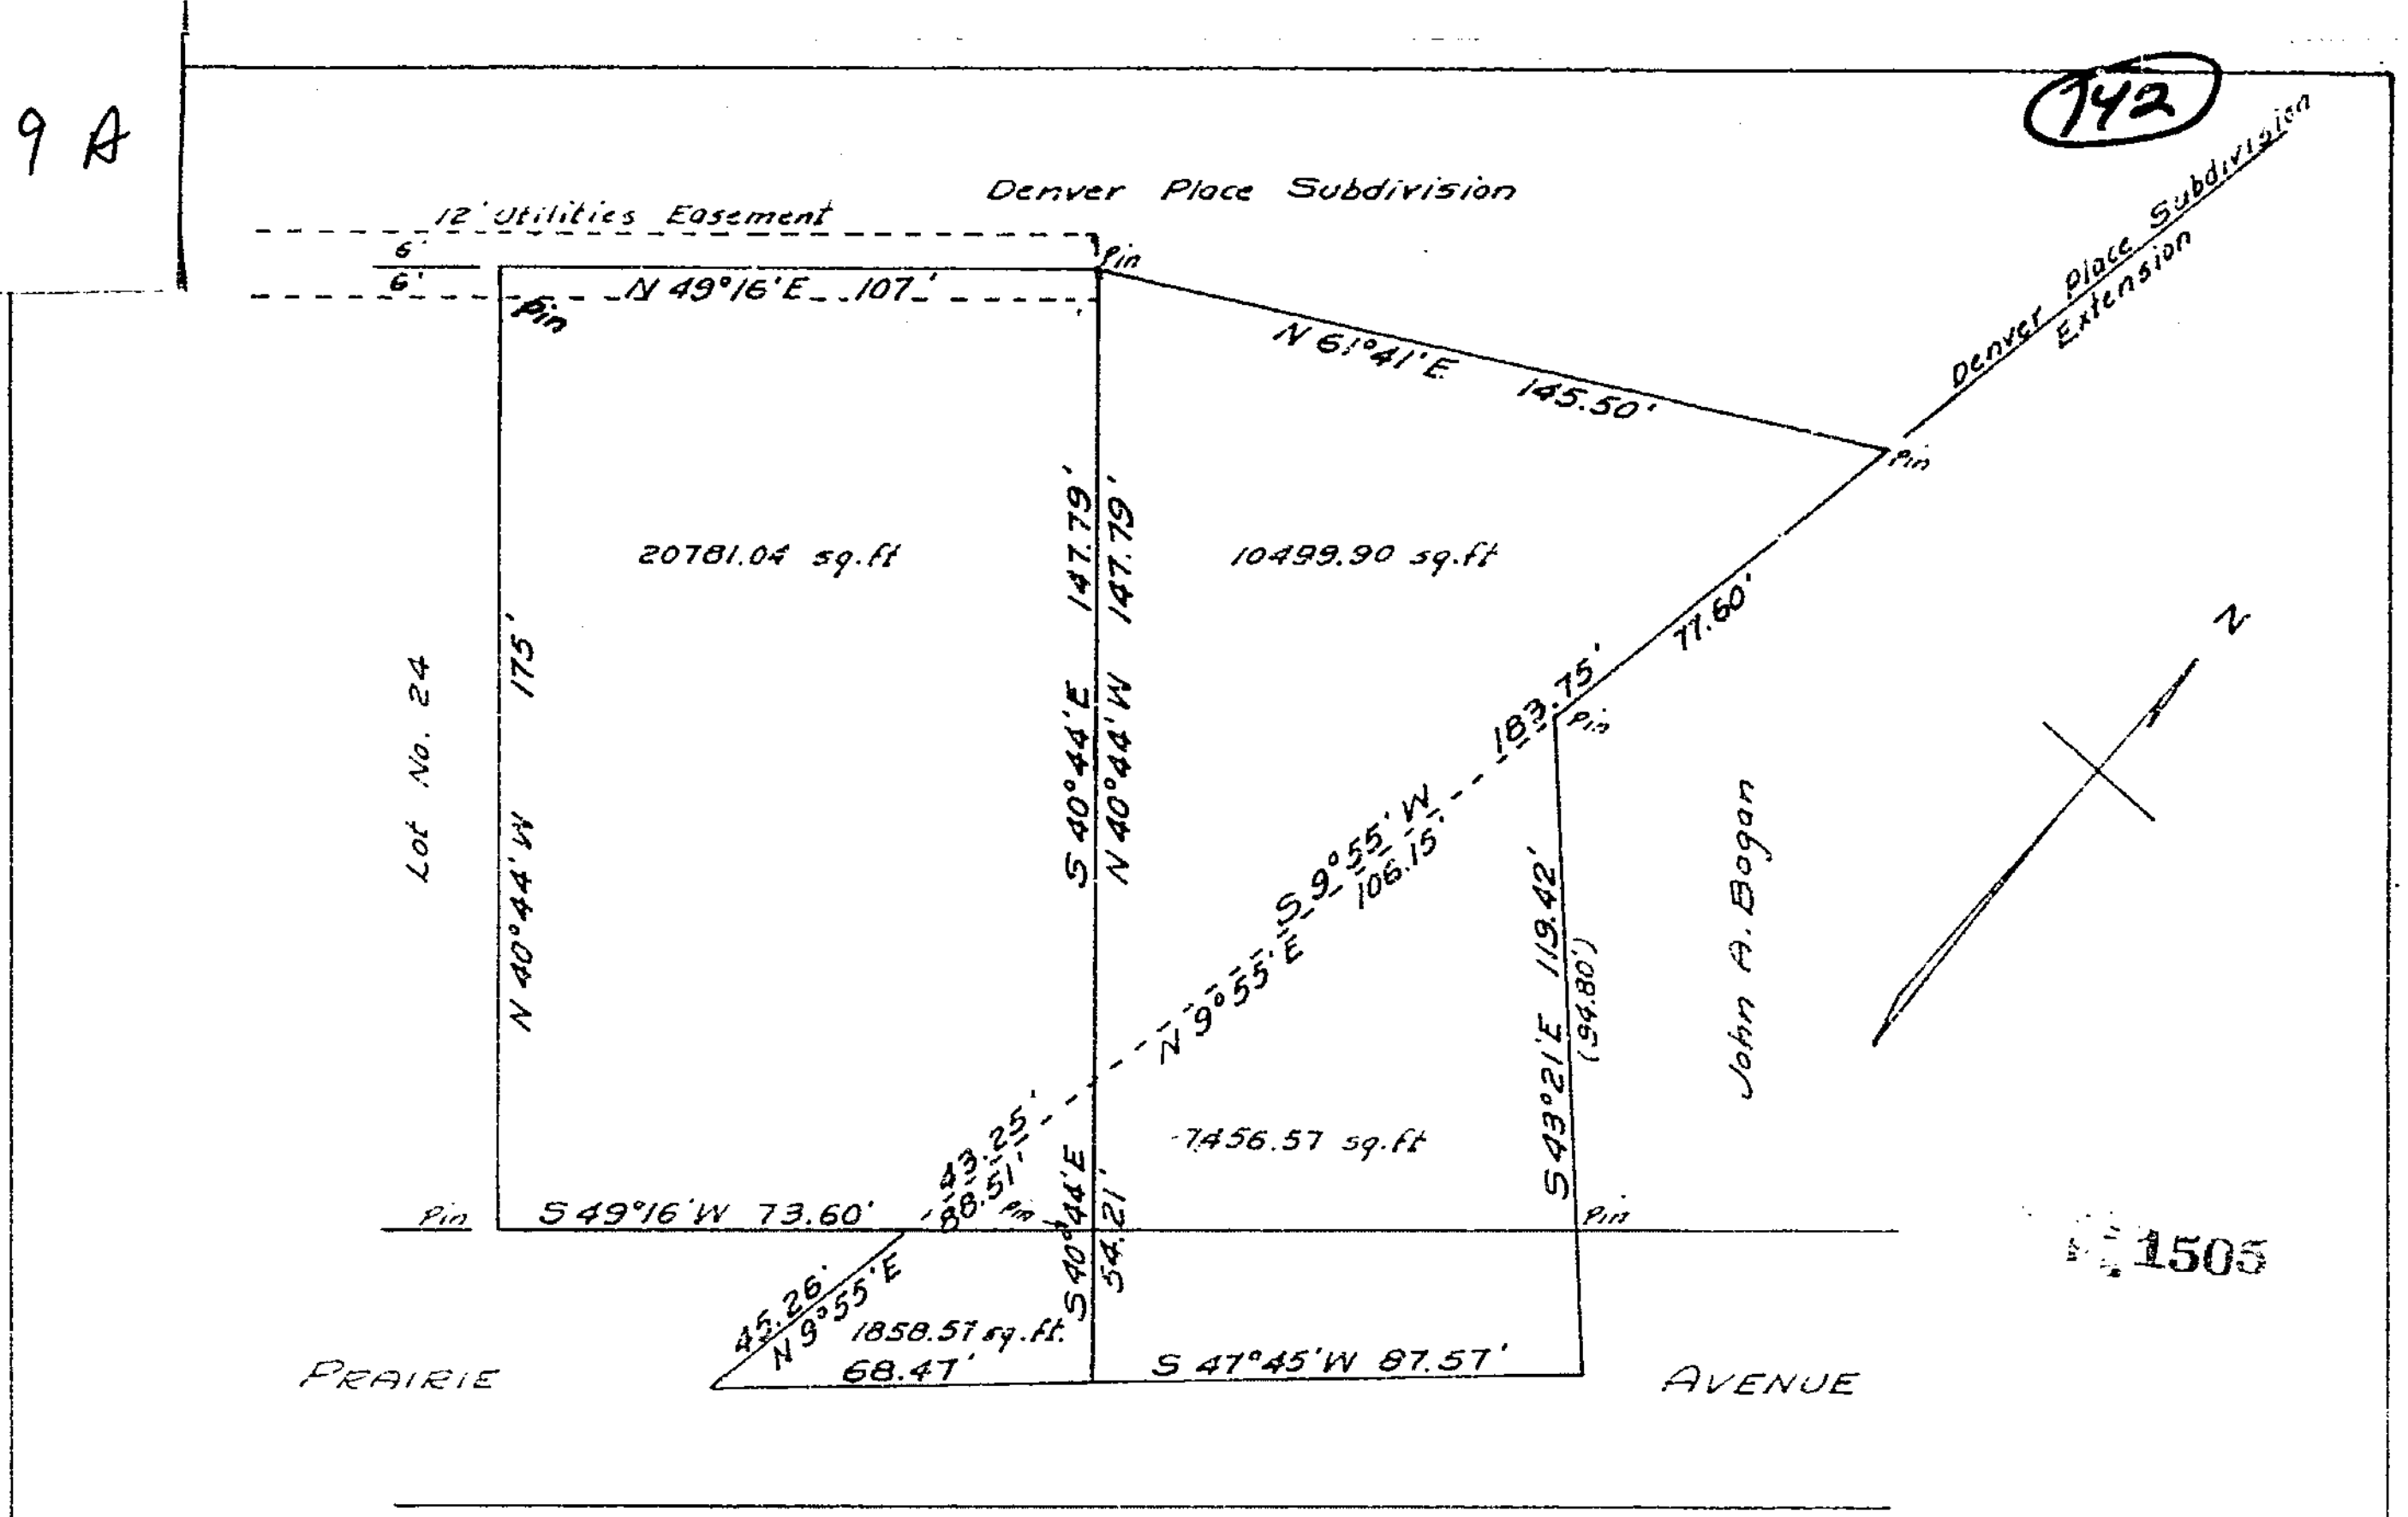 9 A
742
Denver Place Subdivision
12' Utilities Easement
6'
6'
Pin
N 49°16'E 107'
Pin
N 61°41'E 145.50'
Denver Place Subdivision
Extension
Pin
20781.04 sq.ft
10499.90 sq.ft
S 40°44'E 147.79'
N 40°44'W 147.79'
77.60'
N
Lot No. 24
N 40°44'W 175'
183.75'
Pin
S 9°55'W
106.15'
N 9°55'E
S 43°21'E 119.42'
(94.80')
John A. Bogan
43.25'
88.51'
7456.57 sq.ft
Pin
S 49°16'W 73.60'
Pin
S 40°44'E
54.21'
Pin
1505
45.26'
N 9°55'E
1858.57 sq.ft.
68.47'
S 47°45'W 87.57'
PRAIRIE AVENUE